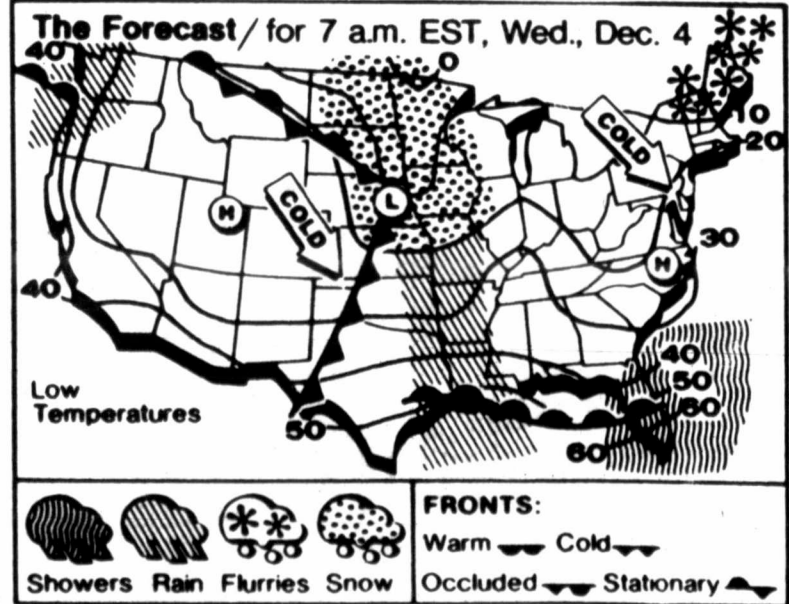 The Forecast / for 7 a.m. EST, Wed., Dec. 4
40
0
10
COLD
20
COLD
H
L
30
H
40
40
50
Low
Temperatures
60
50
60
FRONTS:
Warm Cold
Showers Rain Flurries Snow
Occluded Stationary